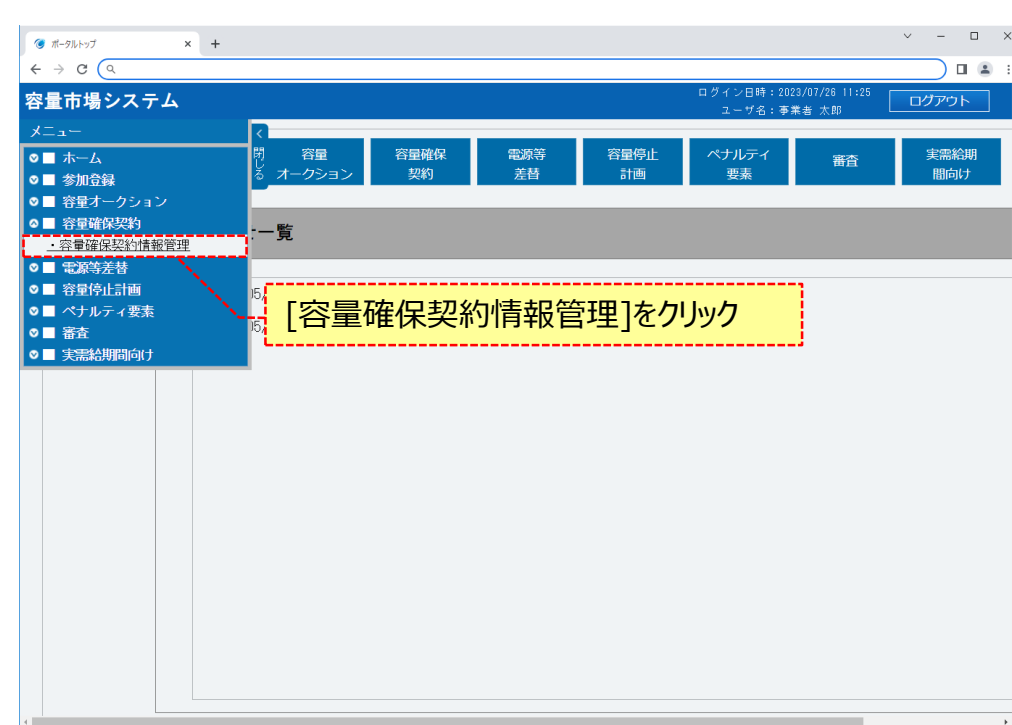 ポータルトップ
容量市場システム
ログイン日時：2023/07/26 11:25
ユーザ名：事業者 太郎
ログアウト
メニュー
ホーム
参加登録
容量オークション
容量確保契約
・容量確保契約情報管理
電源等差替
容量停止計画
ペナルティ要素
審査
実需給期間向け
閉じる
容量
オークション
容量確保
契約
電源等
差替
容量停止
計画
ペナルティ
要素
審査
実需給期
間向け
一覧
[容量確保契約情報管理]をクリック